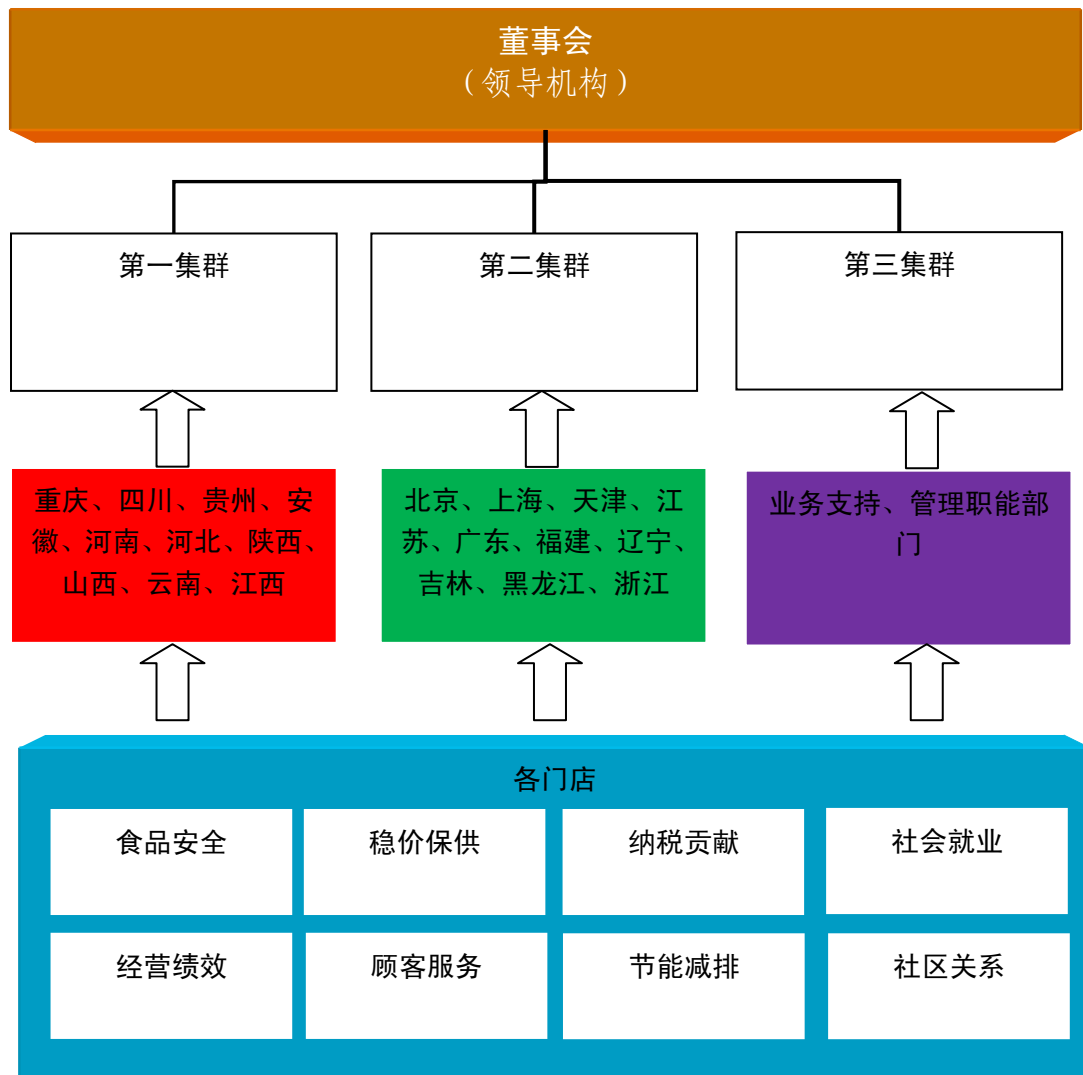 董事会
（领导机构）
第一集群
第二集群
第三集群
重庆、四川、贵州、安
徽、河南、河北、陕西、
山西、云南、江西
北京、上海、天津、江
苏、广东、福建、辽宁、
吉林、黑龙江、浙江
业务支持、管理职能部
门
各门店
食品安全
稳价保供
纳税贡献
社会就业
经营绩效
顾客服务
节能减排
社区关系